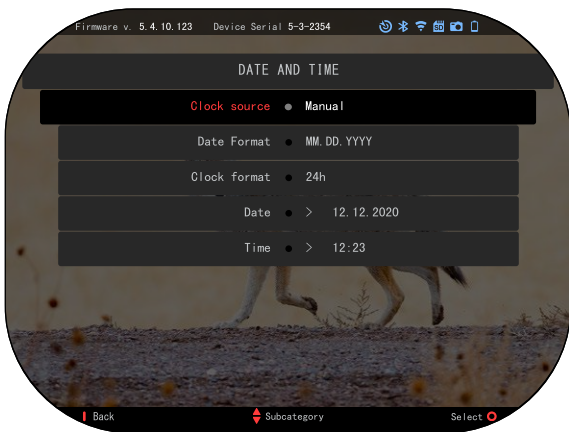 Firmware v. 5.4.10.123 Device Serial 5-3-2354
SD
DATE AND TIME
Clock source Manual
Date Format MM.DD.YYYY
Clock format 24h
Date > 12.12.2020
Time > 12:23
Back Subcategory Select